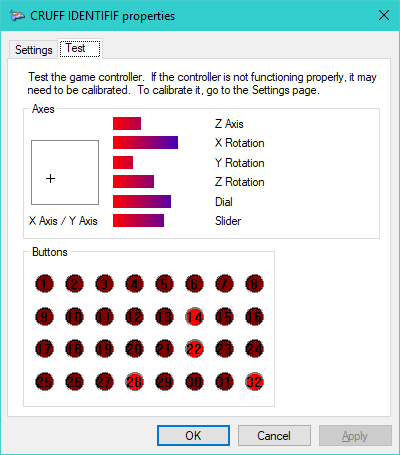 CRUFF IDENTIFIF properties
Settings
Test
Test the game controller. If the controller is not functioning properly, it may
need to be calibrated. To calibrate it, go to the Settings page.
Axes
Z Axis
X Rotation
Y Rotation
Z Rotation
Dial
Slider
X Axis / Y Axis
Buttons
1 2 3 4 5 6 7 8
9 10 11 12 13 14 15 16
17 18 19 20 21 22 23 24
25 26 27 28 29 30 31 32
OK
Cancel
Apply